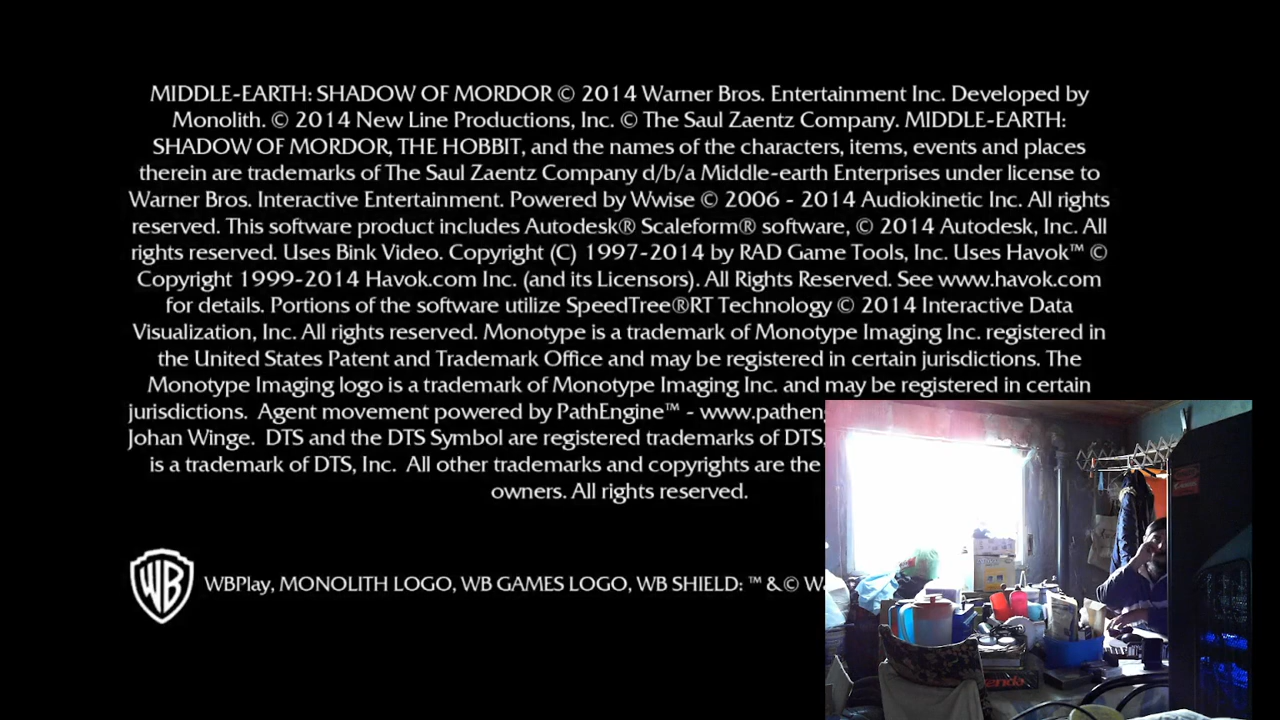 MIDDLE-EARTH: SHADOW OF MORDOR © 2014 Warner Bros. Entertainment Inc. Developed by
Monolith. © 2014 New Line Productions, Inc. © The Saul Zaentz Company. MIDDLE-EARTH:
SHADOW OF MORDOR, THE HOBBIT, and the names of the characters, items, events and places
therein are trademarks of The Saul Zaentz Company d/b/a Middle-earth Enterprises under license to
Warner Bros. Interactive Entertainment. Powered by Wwise © 2006 - 2014 Audiokinetic Inc. All rights
reserved. This software product includes Autodesk® Scaleform® software, © 2014 Autodesk, Inc. All
rights reserved. Uses Bink Video. Copyright (C) 1997-2014 by RAD Game Tools, Inc. Uses Havok™ ©
Copyright 1999-2014 Havok.com Inc. (and its Licensors). All Rights Reserved. See www.havok.com
for details. Portions of the software utilize SpeedTree®RT Technology © 2014 Interactive Data
Visualization, Inc. All rights reserved. Monotype is a trademark of Monotype Imaging Inc. registered in
the United States Patent and Trademark Office and may be registered in certain jurisdictions. The
Monotype Imaging logo is a trademark of Monotype Imaging Inc. and may be registered in certain
jurisdictions. Agent movement powered by PathEngine™ - www.patheng
Johan Winge. DTS and the DTS Symbol are registered trademarks of DTS,
is a trademark of DTS, Inc. All other trademarks and copyrights are the
owners. All rights reserved.
WB WBPlay, MONOLITH LOGO, WB GAMES LOGO, WB SHIELD: ™ & ©